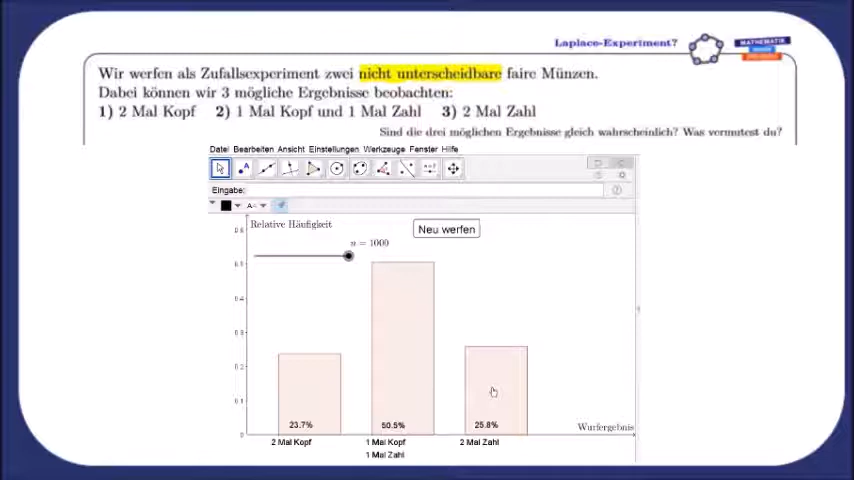 Laplace-Experiment?
MATHEMATIK
Wir werfen als Zufallsexperiment zwei nicht unterscheidbare faire Münzen.
Dabei können wir 3 mögliche Ergebnisse beobachten:
1) 2 Mal Kopf 2) 1 Mal Kopf und 1 Mal Zahl 3) 2 Mal Zahl
Sind die drei möglichen Ergebnisse gleich wahrscheinlich? Was vermutest du?
Datei Bearbeiten Ansicht Einstellungen Werkzeuge Fenster Hilfe
Eingabe:
Relative Häufigkeit
Neu werfen
n = 1000
0.6
0.5
0.4
0.3
0.2
0.1
0
23.7% 50.5% 25.8%
Wurfergebnis
2 Mal Kopf 1 Mal Kopf 2 Mal Zahl
1 Mal Zahl